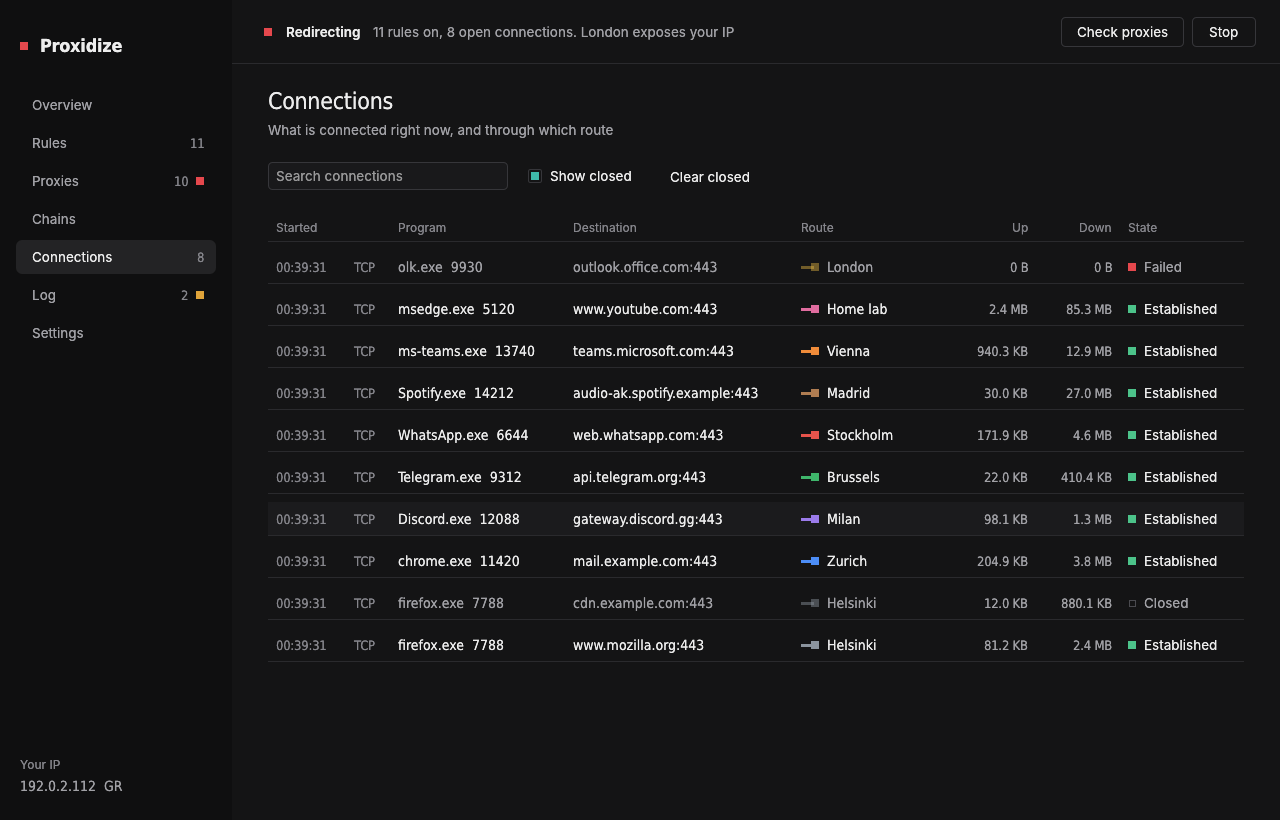 Proxidize
Redirecting 11 rules on, 8 open connections. London exposes your IP Check proxies Stop
Overview
Rules 11
Proxies 10
Chains
Connections 8
Log 2
Settings
Your IP
192.0.2.112 GR
Connections
What is connected right now, and through which route
Search connections Show closed Clear closed
Started Program Destination Route Up Down State
00:39:31 TCP olk.exe 9930 outlook.office.com:443 London 0 B 0 B Failed
00:39:31 TCP msedge.exe 5120 www.youtube.com:443 Home lab 2.4 MB 85.3 MB Established
00:39:31 TCP ms-teams.exe 13740 teams.microsoft.com:443 Vienna 940.3 KB 12.9 MB Established
00:39:31 TCP Spotify.exe 14212 audio-ak.spotify.example:443 Madrid 30.0 KB 27.0 MB Established
00:39:31 TCP WhatsApp.exe 6644 web.whatsapp.com:443 Stockholm 171.9 KB 4.6 MB Established
00:39:31 TCP Telegram.exe 9312 api.telegram.org:443 Brussels 22.0 KB 410.4 KB Established
00:39:31 TCP Discord.exe 12088 gateway.discord.gg:443 Milan 98.1 KB 1.3 MB Established
00:39:31 TCP chrome.exe 11420 mail.example.com:443 Zurich 204.9 KB 3.8 MB Established
00:39:31 TCP firefox.exe 7788 cdn.example.com:443 Helsinki 12.0 KB 880.1 KB Closed
00:39:31 TCP firefox.exe 7788 www.mozilla.org:443 Helsinki 81.2 KB 2.4 MB Established